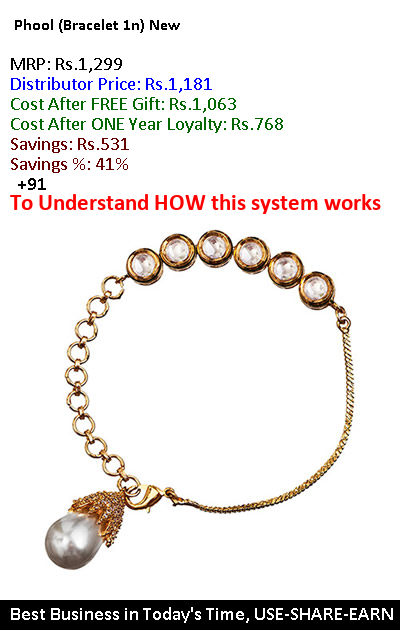 Phool (Bracelet 1n) New
MRP: Rs.1,299
Distributor Price: Rs.1,181
Cost After FREE Gift: Rs.1,063
Cost After ONE Year Loyalty: Rs.768
Savings: Rs.531
Savings %: 41%
+91
To Understand HOW this system works
Best Business in Today's Time, USE-SHARE-EARN